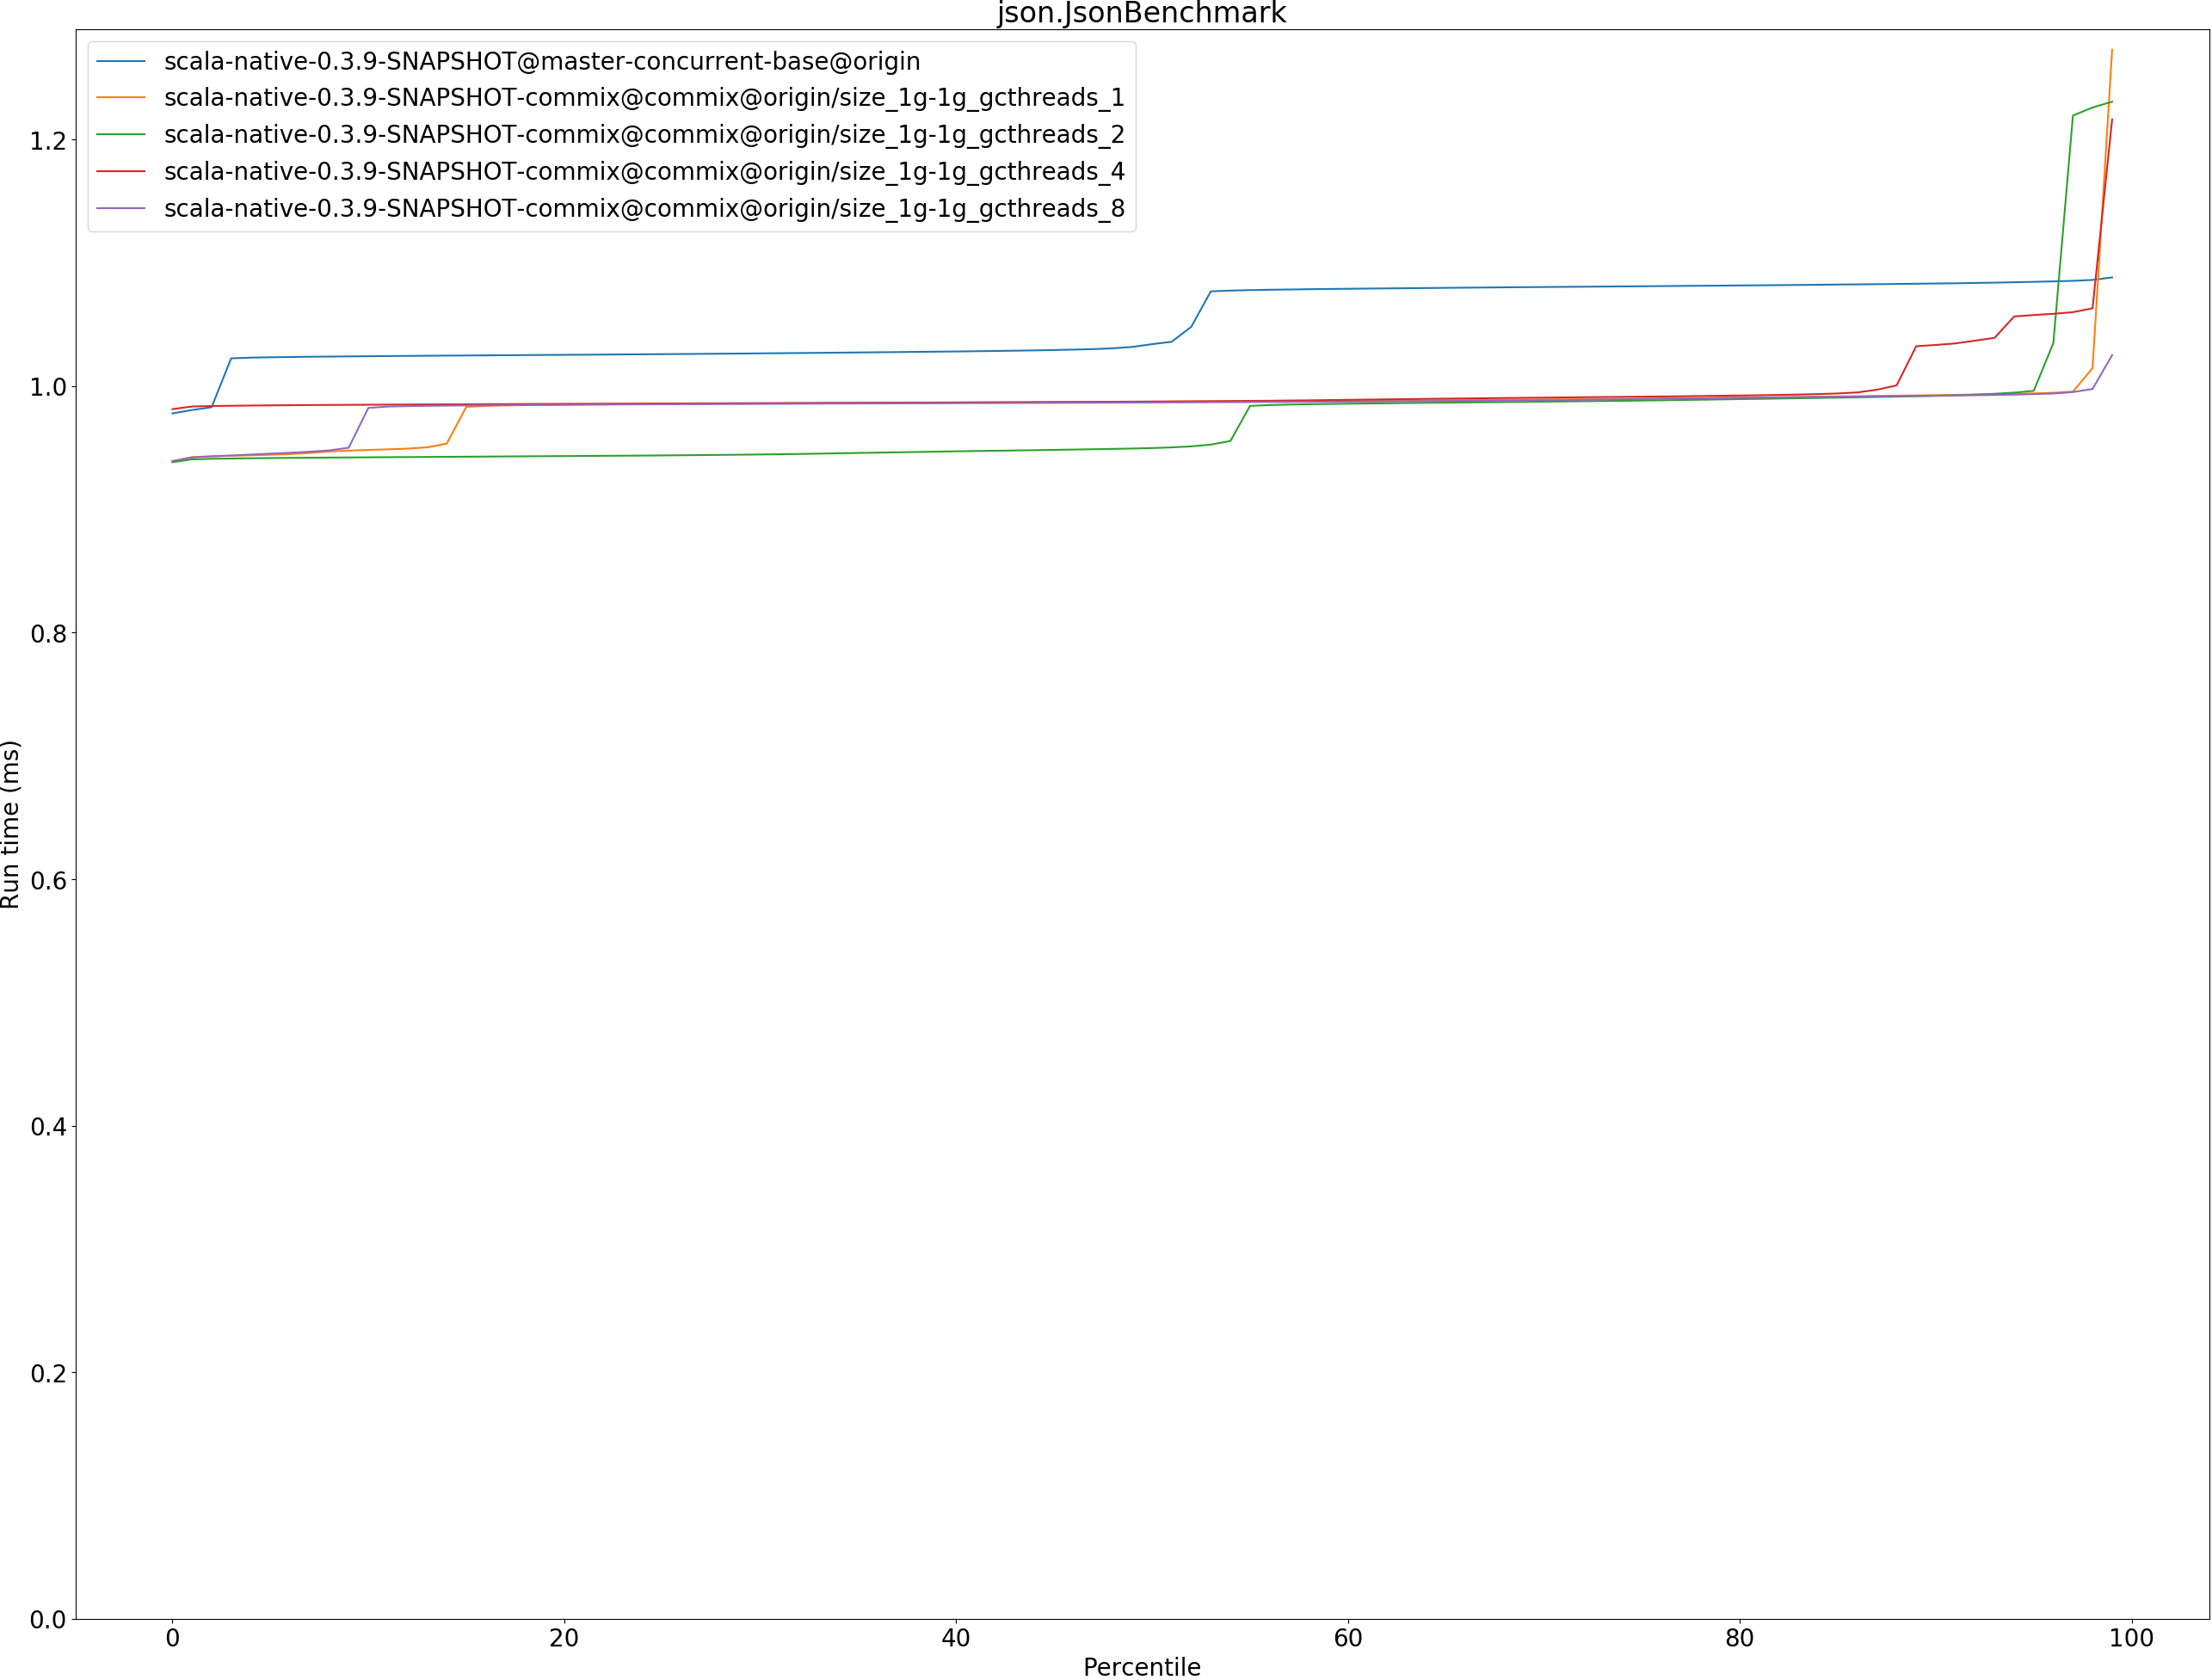 json.JsonBenchmark
scala-native-0.3.9-SNAPSHOT@master-concurrent-base@origin
scala-native-0.3.9-SNAPSHOT-commix@commix@origin/size_1g-1g_gcthreads_1
scala-native-0.3.9-SNAPSHOT-commix@commix@origin/size_1g-1g_gcthreads_2
scala-native-0.3.9-SNAPSHOT-commix@commix@origin/size_1g-1g_gcthreads_4
scala-native-0.3.9-SNAPSHOT-commix@commix@origin/size_1g-1g_gcthreads_8
1.2
1.0
0.8
0.6
0.4
0.2
0.0
Run time (ms)
0 20 40 60 80 100
Percentile